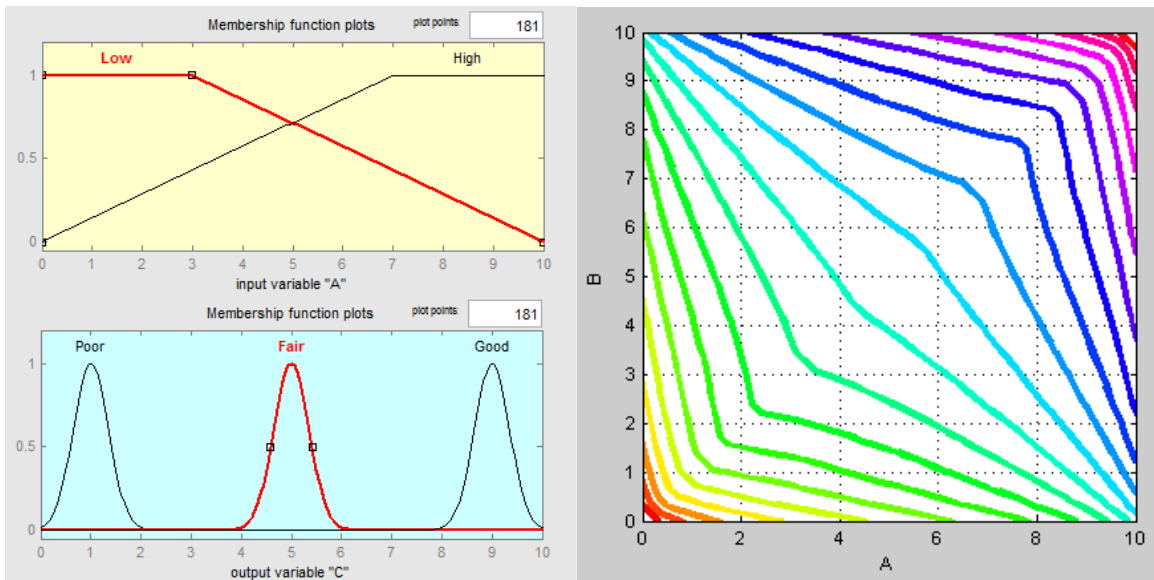 Membership function plots plot points: 181
Low High
1
0.5
0
0 1 2 3 4 5 6 7 8 9 10
input variable "A"
Membership function plots plot points: 181
Poor Fair Good
1
0.5
0
0 1 2 3 4 5 6 7 8 9 10
output variable "C"
10
9
8
7
6
5
4
3
2
1
0
B
0 2 4 6 8 10
A